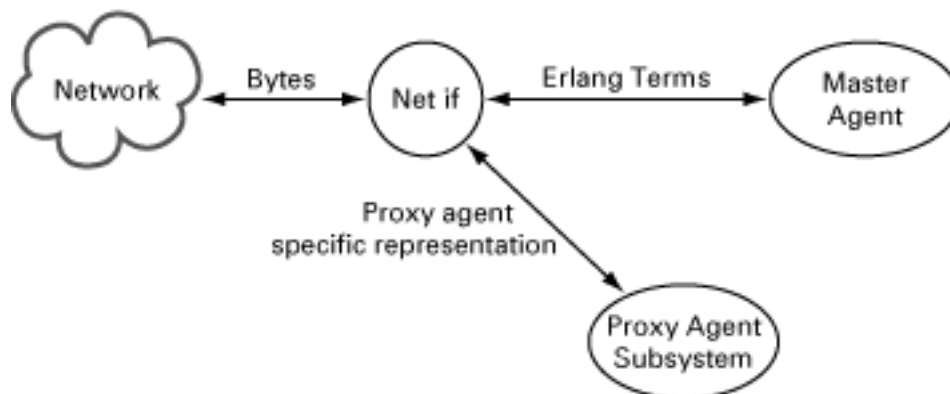 Network
Bytes
Net if
Erlang Terms
Master
Agent
Proxy agent
specific representation
Proxy Agent
Subsystem